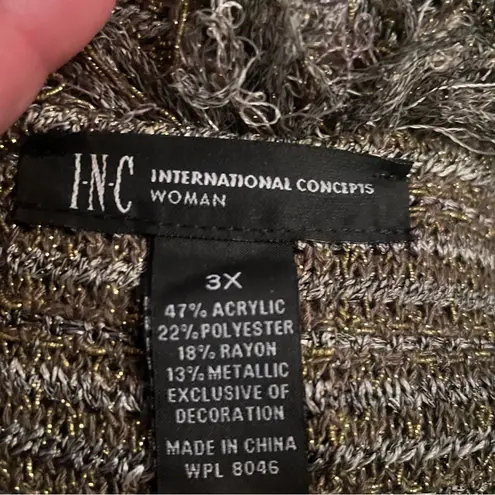 I·N·C INTERNATIONAL CONCEPTS
WOMAN
3X
47% ACRYLIC
22% POLYESTER
18% RAYON
13% METALLIC
EXCLUSIVE OF
DECORATION
MADE IN CHINA
WPL 8046